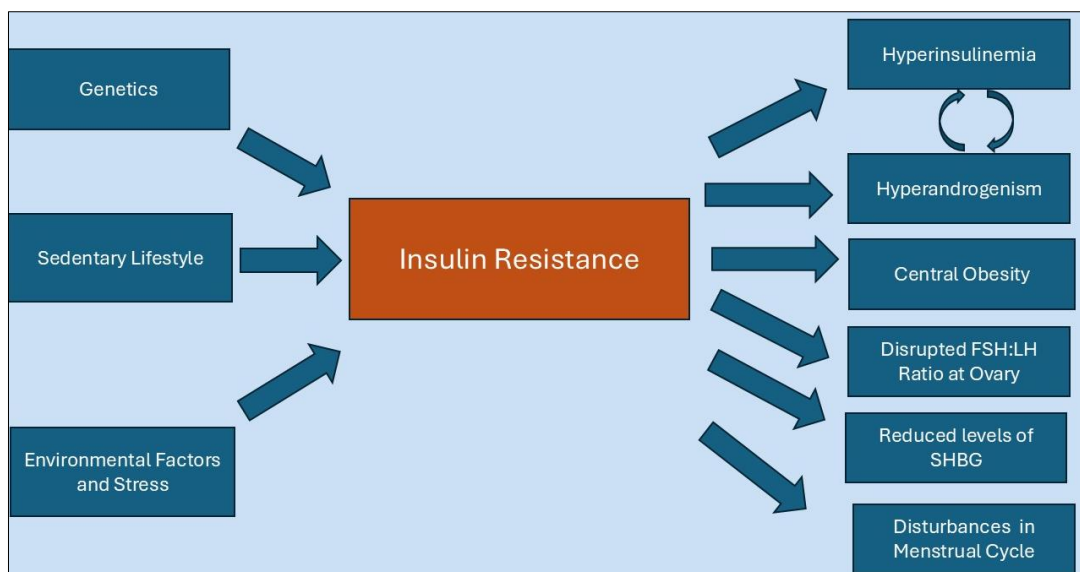 Genetics
Sedentary Lifestyle
Environmental Factors
and Stress
Insulin Resistance
Hyperinsulinemia
Hyperandrogenism
Central Obesity
Disrupted FSH:LH
Ratio at Ovary
Reduced levels of
SHBG
Disturbances in
Menstrual Cycle